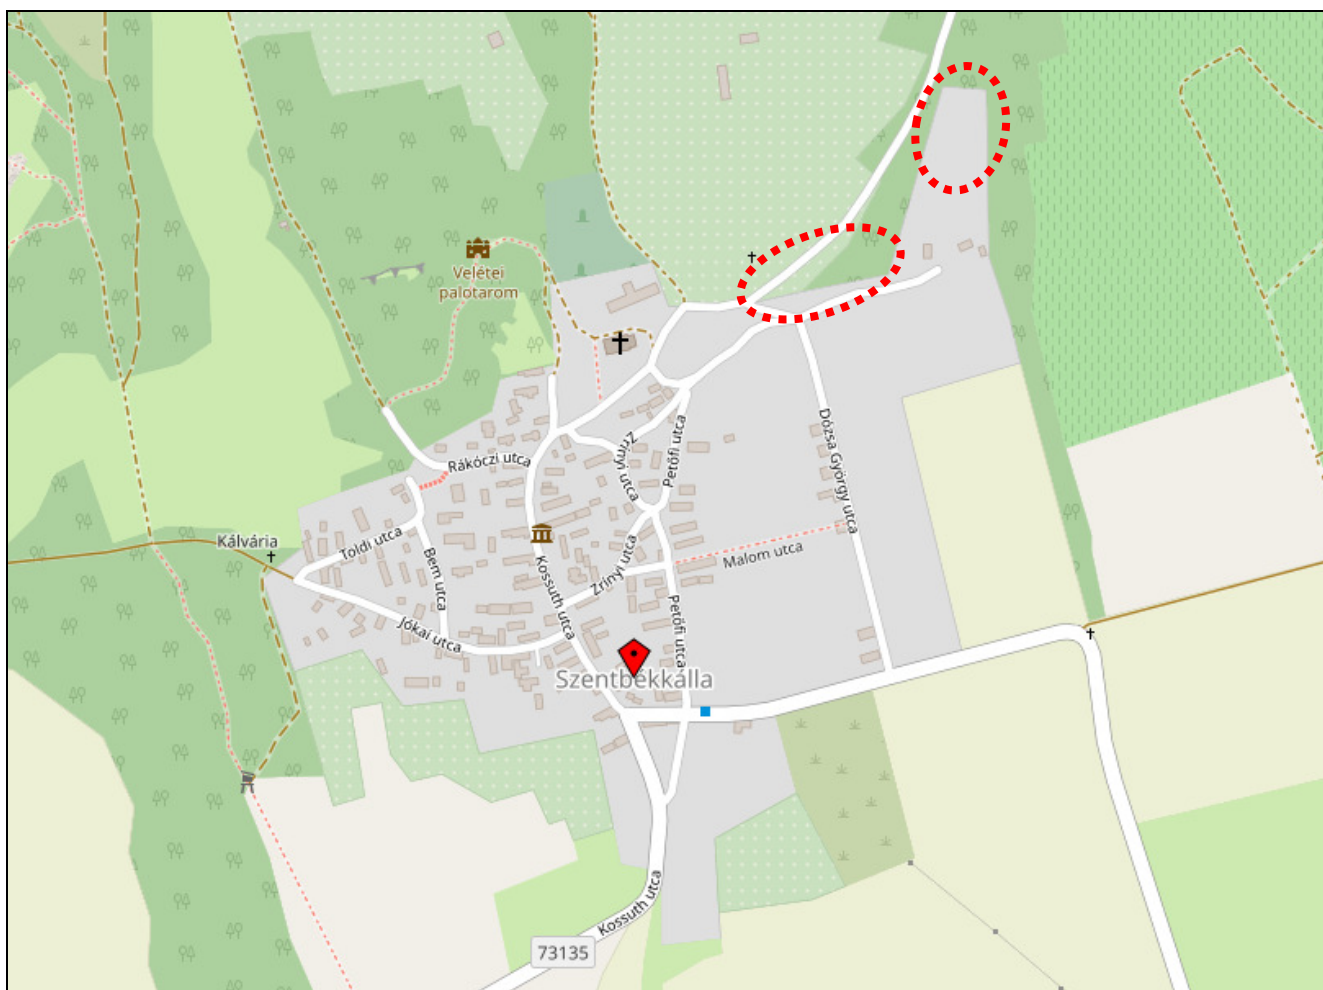 Velétei
palotarom
Rákóczi utca
Zrínyi utca
Petőfi utca
Dózsa György utca
Kálvária
Toldi utca
Bem utca
Kossuth utca
Zrínyi utca
Malom utca
Jókai utca
Petőfi utca
Szentbékkálla
Kossuth utca
73135